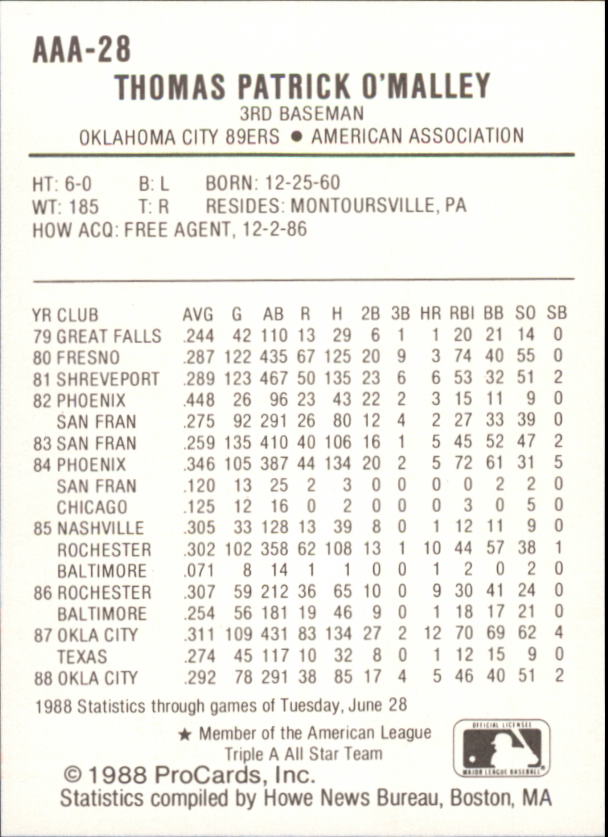 AAA-28
THOMAS PATRICK O'MALLEY
3RD BASEMAN
OKLAHOMA CITY 89ERS ● AMERICAN ASSOCIATION
HT: 6-0 B: L BORN: 12-25-60
WT: 185 T: R RESIDES: MONTOURSVILLE, PA
HOW ACQ: FREE AGENT, 12-2-86
YR CLUB AVG G AB R H 2B 3B HR RBI BB SO SB
79 GREAT FALLS .244 42 110 13 29 6 1 1 20 21 14 0
80 FRESNO .287 122 435 67 125 20 9 3 74 40 55 0
81 SHREVEPORT .289 123 467 50 135 23 6 6 53 32 51 2
82 PHOENIX .448 26 96 23 43 22 2 3 15 11 9 0
SAN FRAN .275 92 291 26 80 12 4 2 27 33 39 0
83 SAN FRAN .259 135 410 40 106 16 1 5 45 52 47 2
84 PHOENIX .346 105 387 44 134 20 2 5 72 61 31 5
SAN FRAN .120 13 25 2 3 0 0 0 0 2 2 0
CHICAGO .125 12 16 0 2 0 0 0 3 0 5 0
85 NASHVILLE .305 33 128 13 39 8 0 1 12 11 9 0
ROCHESTER .302 102 358 62 108 13 1 10 44 57 38 1
BALTIMORE .071 8 14 1 1 0 0 1 2 0 2 0
86 ROCHESTER .307 59 212 36 65 10 0 9 30 41 24 0
BALTIMORE .254 56 181 19 46 9 0 1 18 17 21 0
87 OKLA CITY .311 109 431 83 134 27 2 12 70 69 62 4
TEXAS .274 45 117 10 32 8 0 1 12 15 9 0
88 OKLA CITY .292 78 291 38 85 17 4 5 46 40 51 2
1988 Statistics through games of Tuesday, June 28
★ Member of the American League
Triple A All Star Team
OFFICIAL LICENSEE
MAJOR LEAGUE BASEBALL
© 1988 ProCards, Inc.
Statistics compiled by Howe News Bureau, Boston, MA